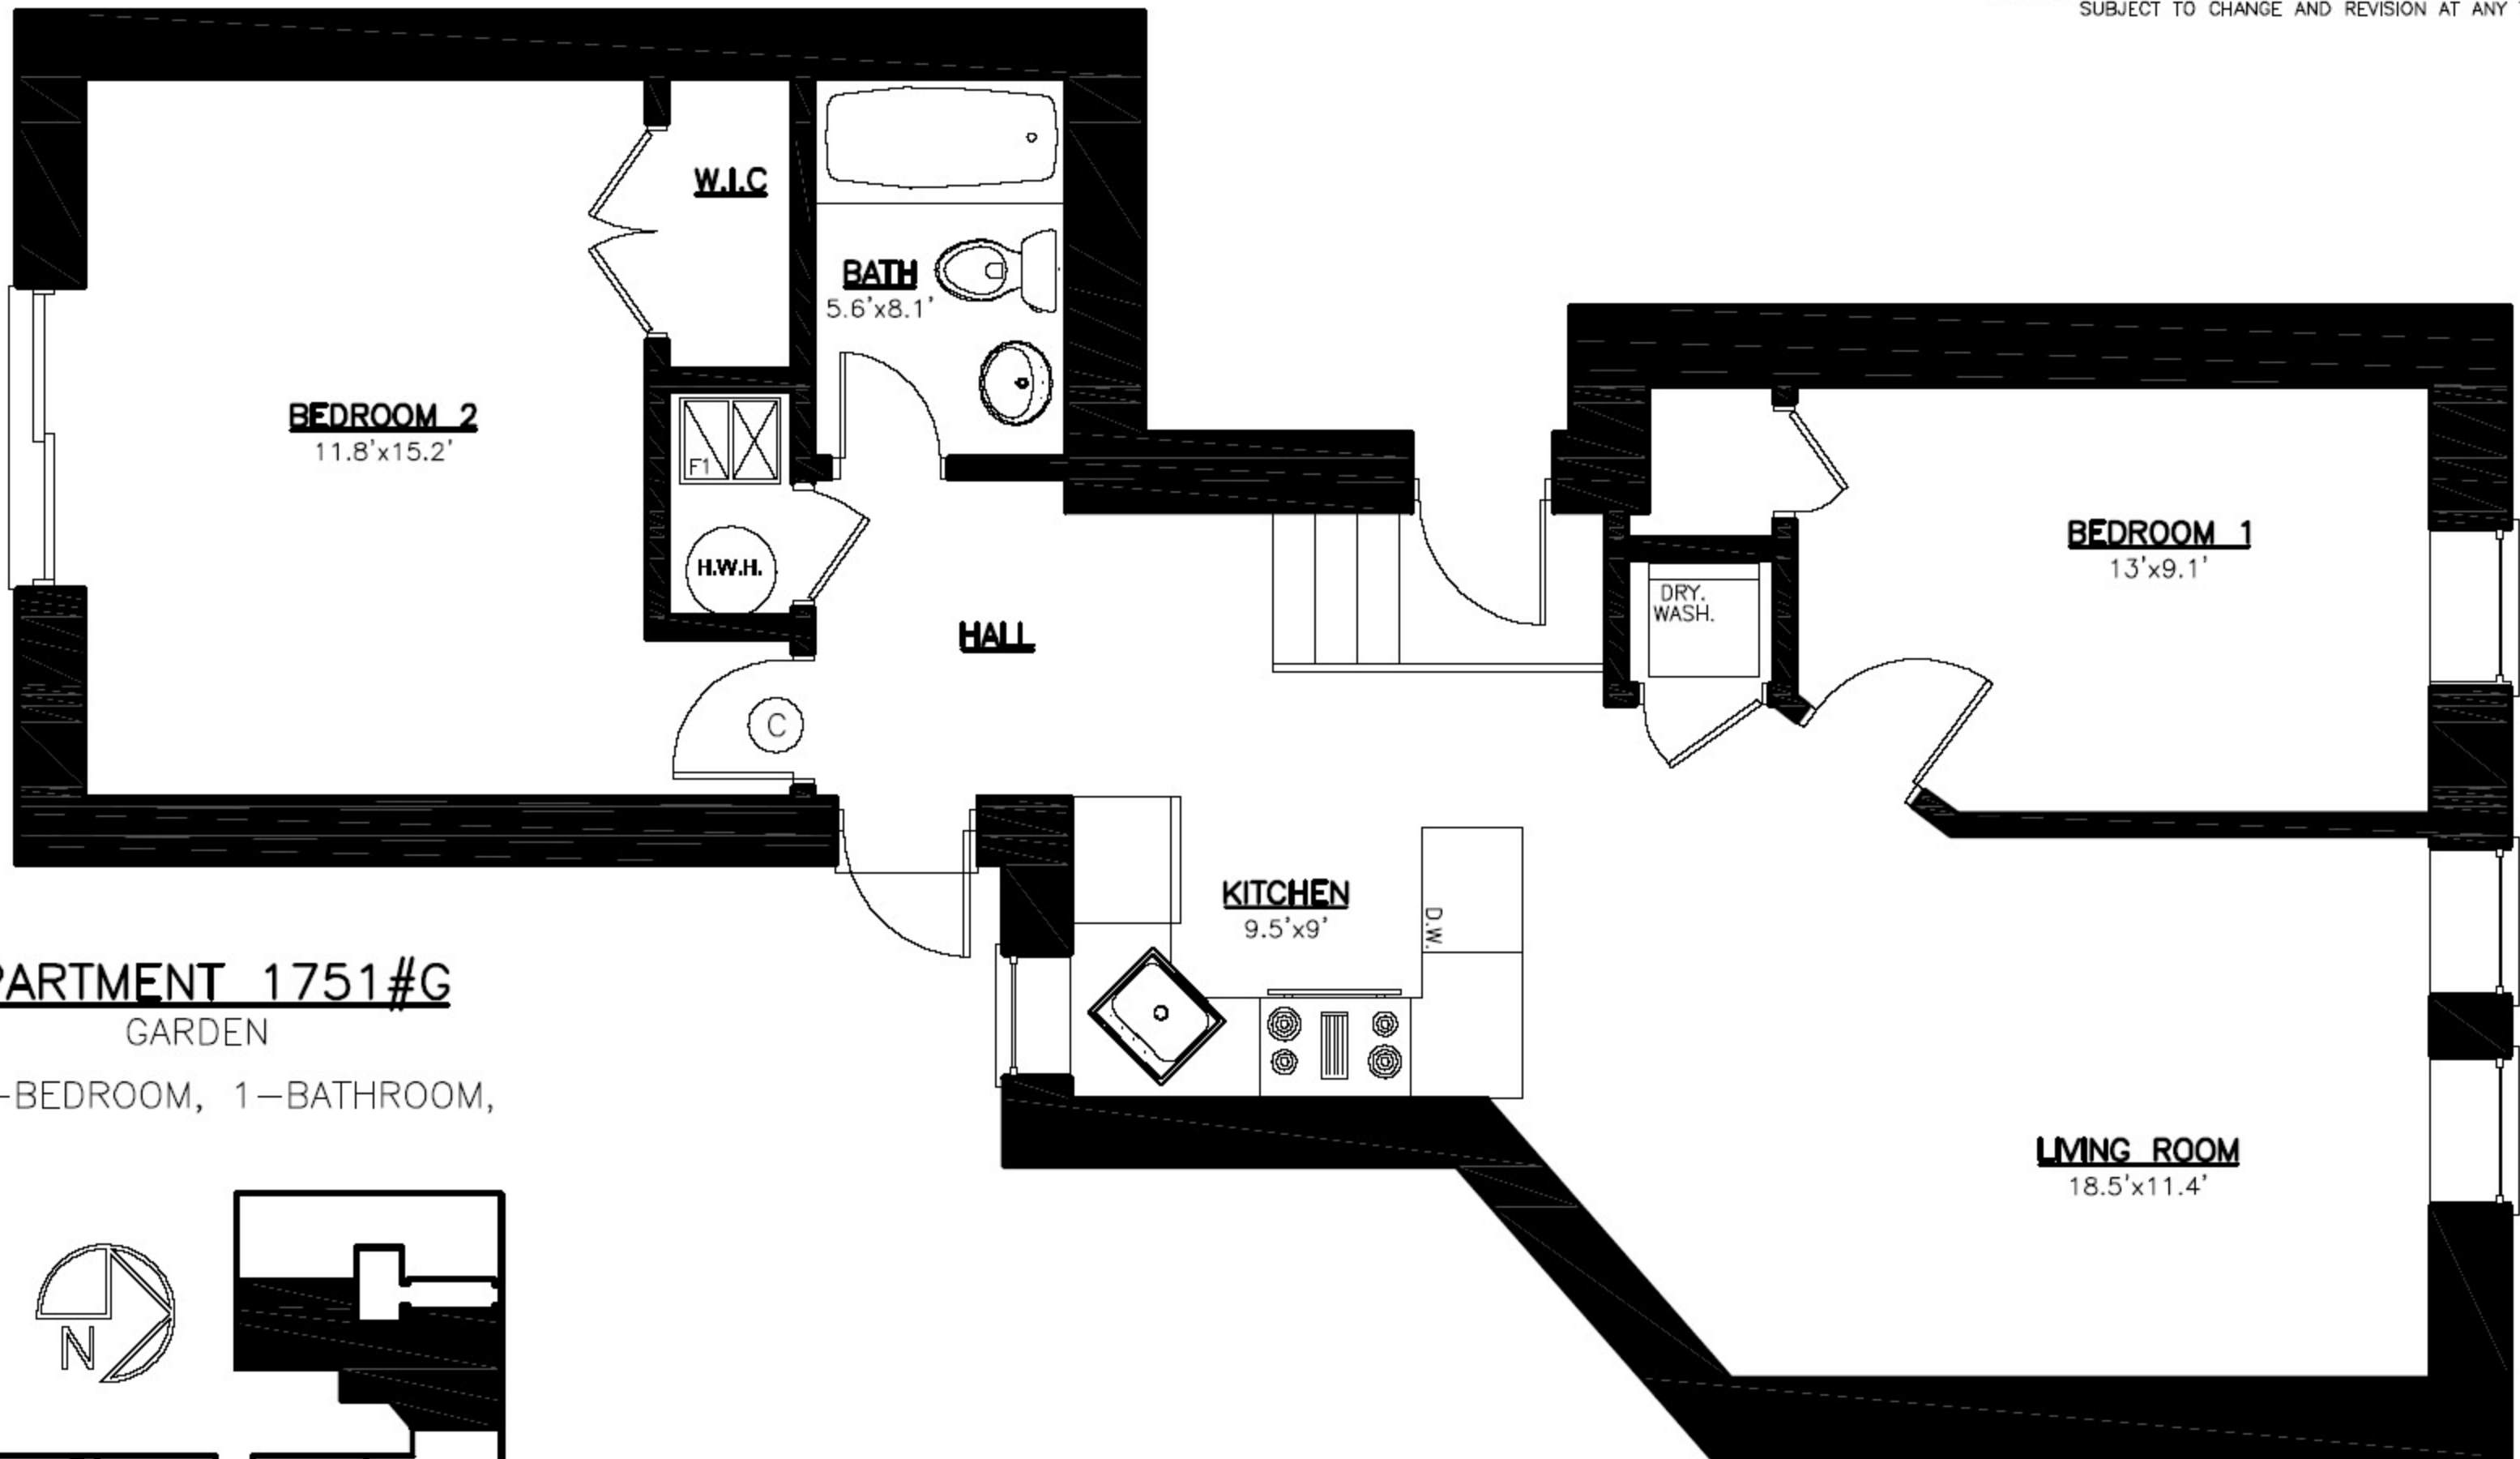 SUBJECT TO CHANGE AND REVISION AT ANY
W.I.C
BATH
5.6'x8.1'
BEDROOM 2
11.8'x15.2'
F1
H.W.H.
HALL
C
DRY.
WASH.
BEDROOM 1
13'x9.1'
KITCHEN
9.5'x9'
D.W.
LIVING ROOM
18.5'x11.4'
PARTMENT 1751#G
GARDEN
-BEDROOM, 1-BATHROOM,
N